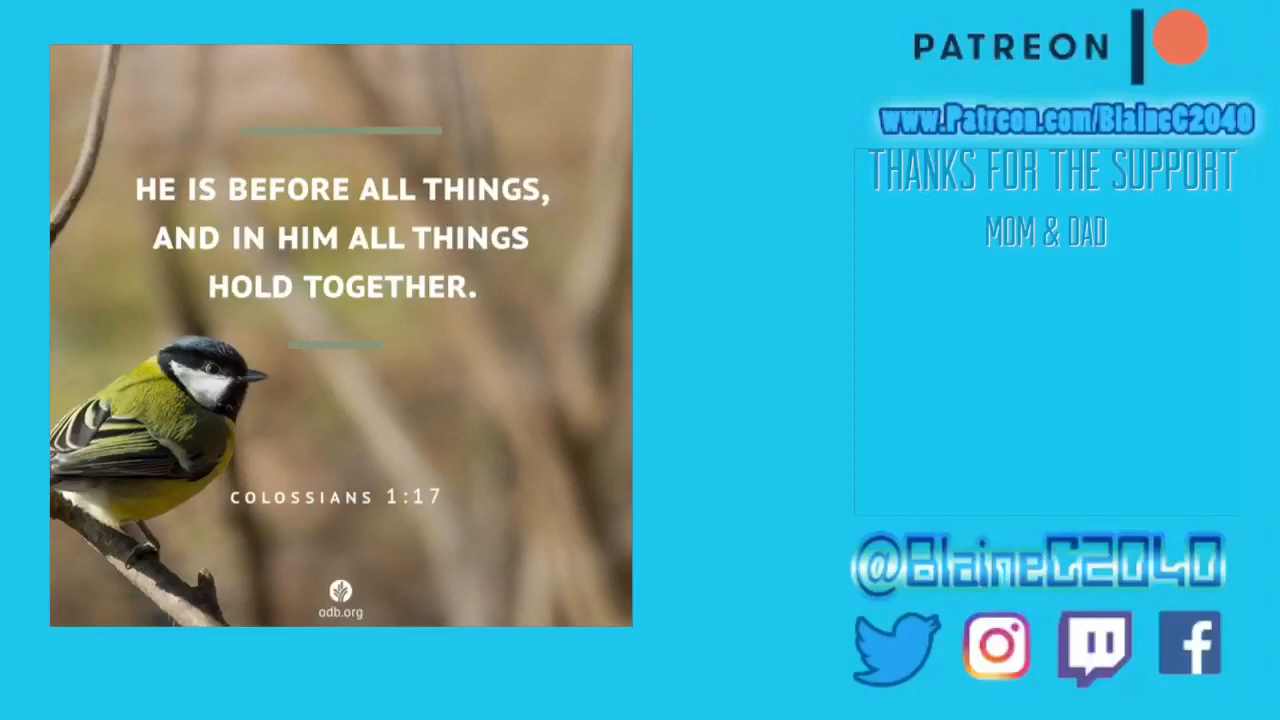 HE IS BEFORE ALL THINGS,
AND IN HIM ALL THINGS
HOLD TOGETHER.
COLOSSIANS 1:17
odb.org
PATREON
www.Patreon.com/BlaineC2040
THANKS FOR THE SUPPORT
MOM & DAD
@BlaineC2040